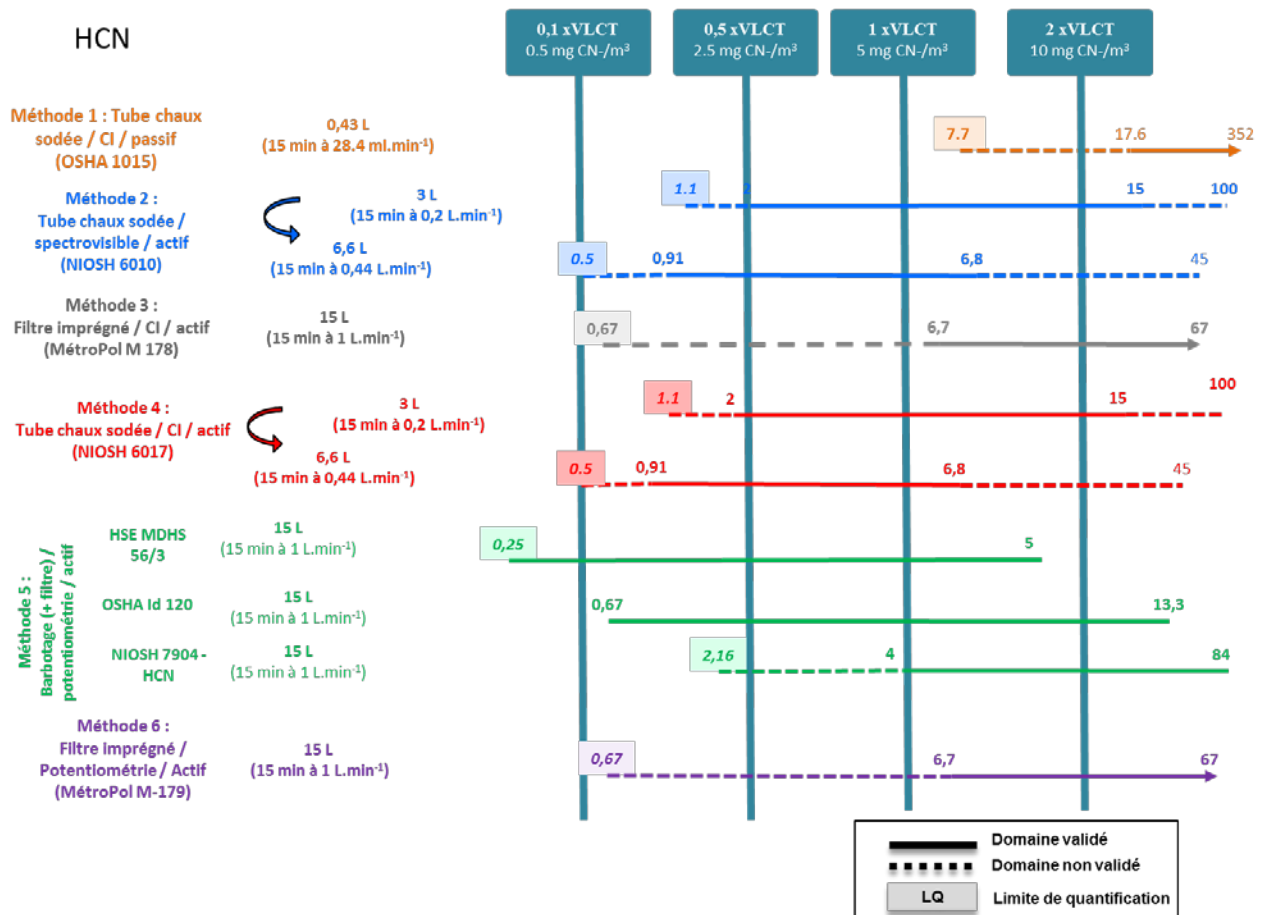 HCN
0,1 xVLCT
0.5 mg CN-/m³
0,5 xVLCT
2.5 mg CN-/m³
1 xVLCT
5 mg CN-/m³
2 xVLCT
10 mg CN-/m³
Méthode 1 : Tube chaux
sodée / CI / passif
(OSHA 1015)
0,43 L
(15 min à 28.4 ml.min⁻¹)
7.7
17.6
352
Méthode 2 :
Tube chaux sodée /
spectrovisible / actif
(NIOSH 6010)
3 L
(15 min à 0,2 L.min⁻¹)
1.1
2
15
100
6,6 L
(15 min à 0,44 L.min⁻¹)
0.5
0,91
6,8
45
Méthode 3 :
Filtre imprégné / CI / actif
(MétroPol M 178)
15 L
(15 min à 1 L.min⁻¹)
0,67
6,7
67
Méthode 4 :
Tube chaux sodée / CI / actif
(NIOSH 6017)
3 L
(15 min à 0,2 L.min⁻¹)
1.1
2
15
100
6,6 L
(15 min à 0,44 L.min⁻¹)
0.5
0,91
6,8
45
Méthode 5 :
Barbotage (+ filtre) /
potentiométrie / actif
HSE MDHS
56/3
15 L
(15 min à 1 L.min⁻¹)
0,25
5
OSHA Id 120
15 L
(15 min à 1 L.min⁻¹)
0,67
13,3
NIOSH 7904 -
HCN
15 L
(15 min à 1 L.min⁻¹)
2,16
4
84
Méthode 6 :
Filtre imprégné /
Potentiométrie / Actif
(MétroPol M-179)
15 L
(15 min à 1 L.min⁻¹)
0,67
6,7
67
Domaine validé
Domaine non validé
LQ
Limite de quantification